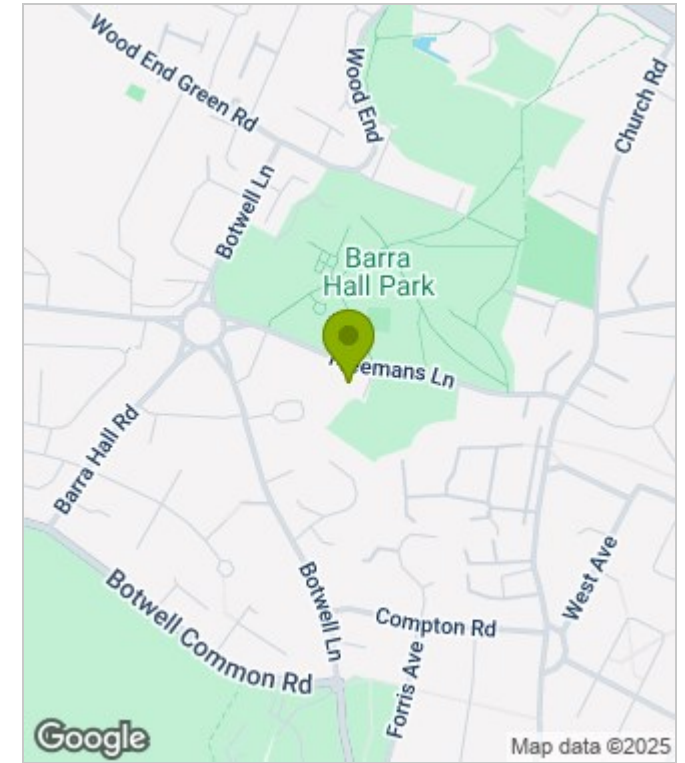 Wood End Green Rd
Wood End
Church Rd
Botwell Ln
Barra
Hall Park
emans Ln
Barra Hall Rd
West Ave
Botwell Ln
Botwell Common Rd
Compton Rd
Forris Ave
Google
Map data ©2025